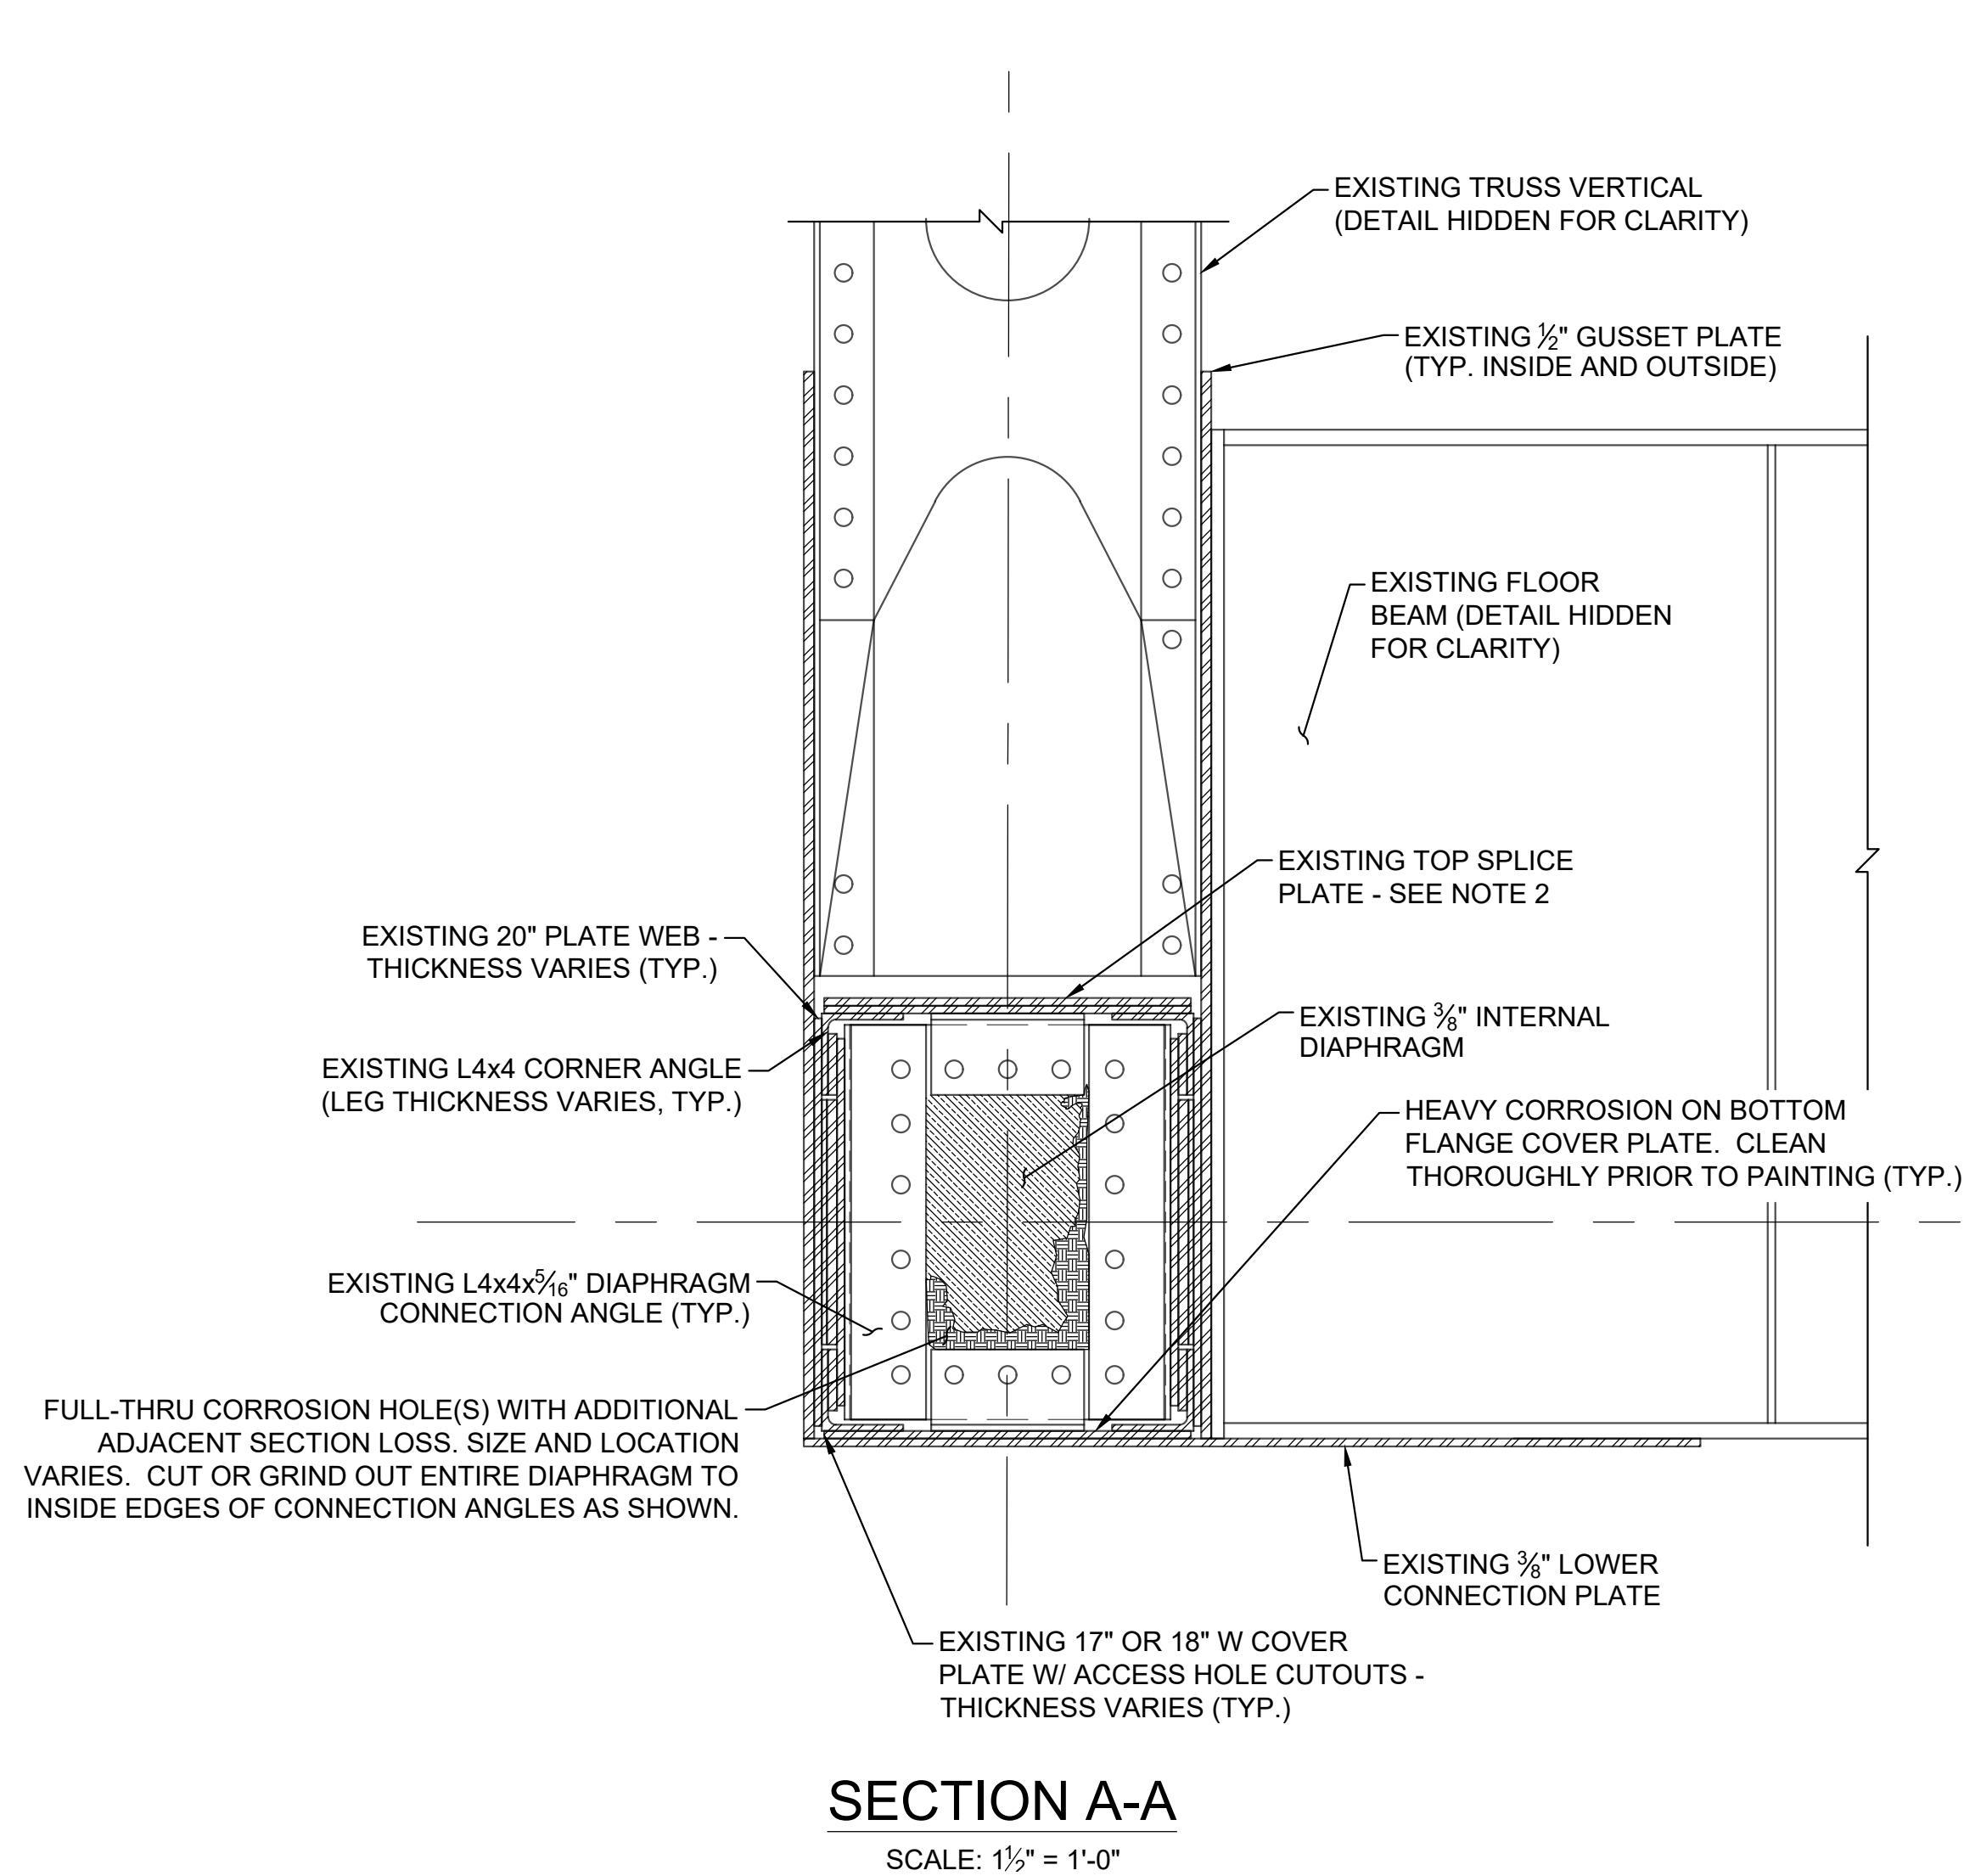 EXISTING TRUSS VERTICAL
(DETAIL HIDDEN FOR CLARITY)
EXISTING ½" GUSSET PLATE
(TYP. INSIDE AND OUTSIDE)
EXISTING FLOOR
BEAM (DETAIL HIDDEN
FOR CLARITY)
EXISTING TOP SPLICE
PLATE - SEE NOTE 2
EXISTING 20" PLATE WEB -
THICKNESS VARIES (TYP.)
EXISTING ⅜" INTERNAL
DIAPHRAGM
EXISTING L4x4 CORNER ANGLE
(LEG THICKNESS VARIES, TYP.)
HEAVY CORROSION ON BOTTOM
FLANGE COVER PLATE.  CLEAN
THOROUGHLY PRIOR TO PAINTING (TYP.)
EXISTING L4x4x5⁄16" DIAPHRAGM
CONNECTION ANGLE (TYP.)
FULL-THRU CORROSION HOLE(S) WITH ADDITIONAL
ADJACENT SECTION LOSS. SIZE AND LOCATION
VARIES.  CUT OR GRIND OUT ENTIRE DIAPHRAGM TO
INSIDE EDGES OF CONNECTION ANGLES AS SHOWN.
EXISTING ⅜" LOWER
CONNECTION PLATE
EXISTING 17" OR 18" W COVER
PLATE W/ ACCESS HOLE CUTOUTS -
THICKNESS VARIES (TYP.)
SECTION A-A
SCALE: 1½" = 1'-0"